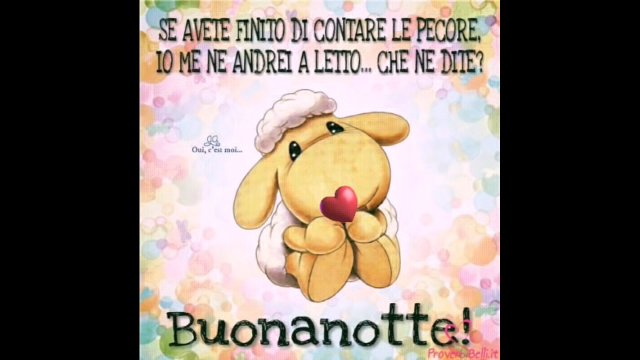 SE AVETE FINITO DI CONTARE LE PECORE,
IO ME NE ANDREI A LETTO... CHE NE DITE?
Oui, c'est moi...
Buonanotte!
ProverbiBelli.it